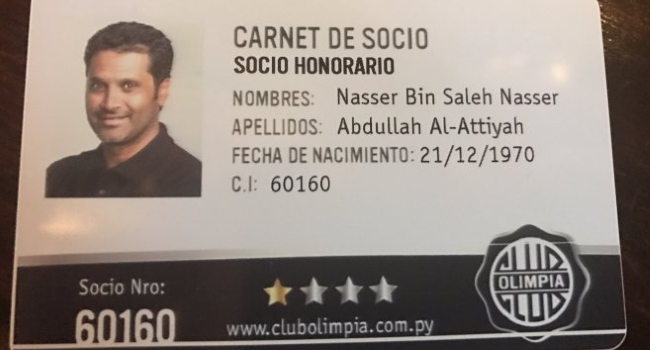 CARNET DE SOCIO
SOCIO HONORARIO
NOMBRES: Nasser Bin Saleh Nasser
APELLIDOS: Abdullah Al-Attiyah
FECHA DE NACIMIENTO: 21/12/1970
C.I: 60160
Socio Nro:
60160
www.clubolimpia.com.py
CLUB
OLIMPIA
CLUB